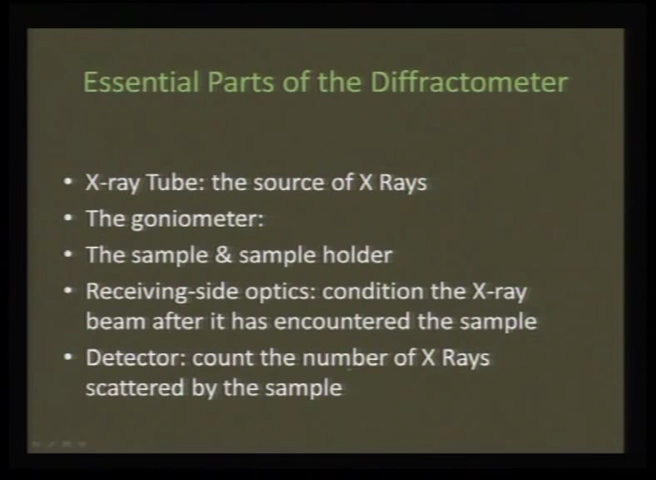 Essential Parts of the Diffractometer
• X-ray Tube: the source of X Rays
• The goniometer:
• The sample & sample holder
• Receiving-side optics: condition the X-ray
beam after it has encountered the sample
• Detector: count the number of X Rays
scattered by the sample